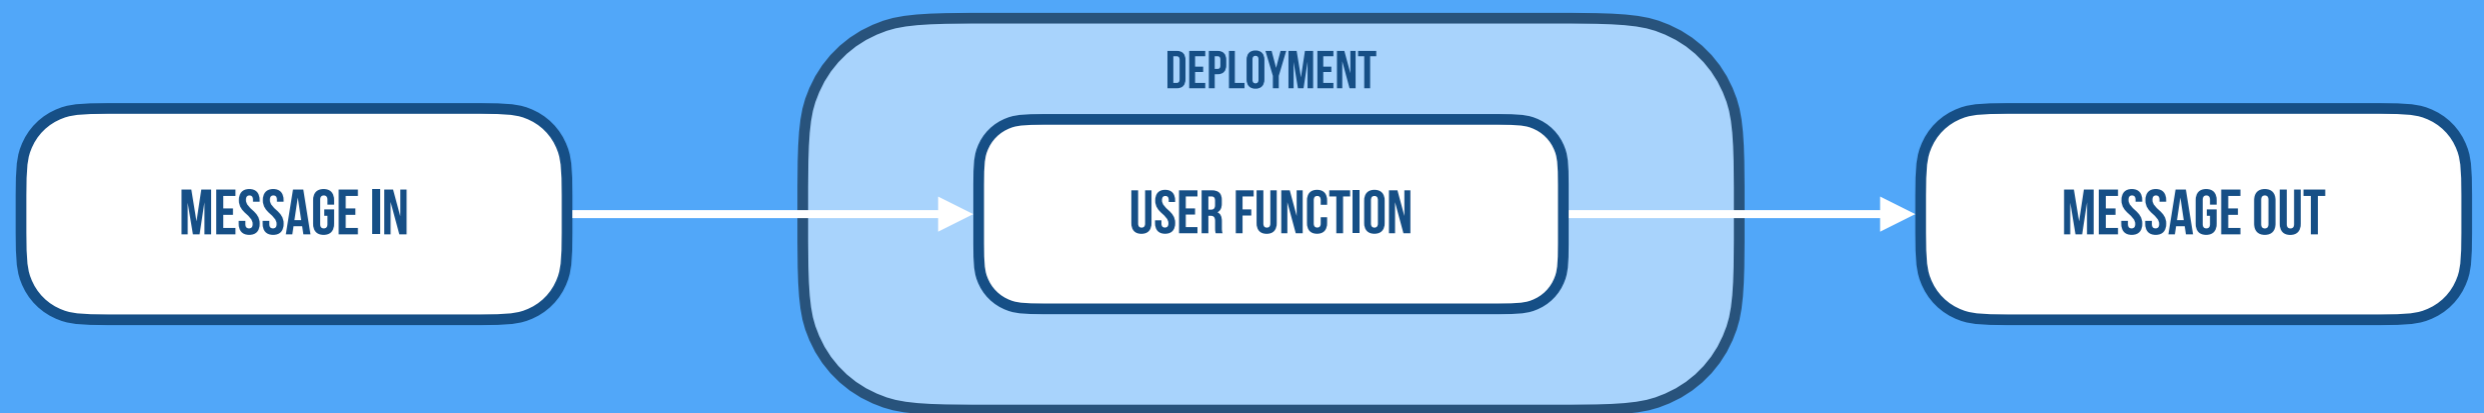 MESSAGE IN
DEPLOYMENT
USER FUNCTION
MESSAGE OUT